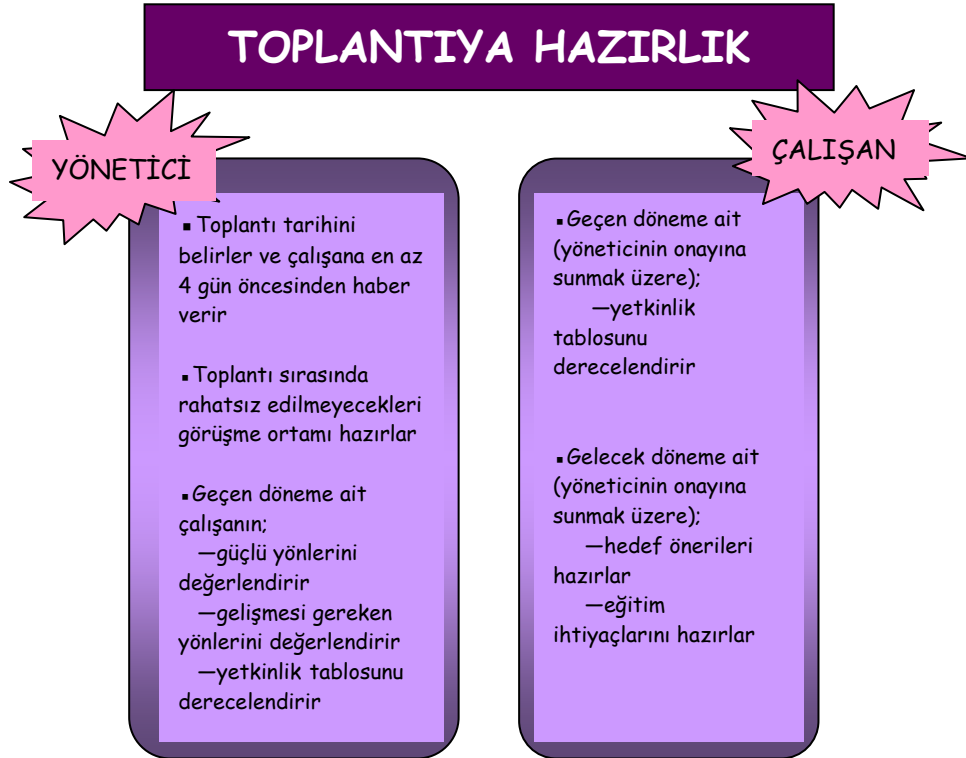 TOPLANTIYA HAZIRLIK
YÖNETİCİ
▪ Toplantı tarihini
belirler ve çalışana en az
4 gün öncesinden haber
verir
▪ Toplantı sırasında
rahatsız edilmeyecekleri
görüşme ortamı hazırlar
▪ Geçen döneme ait
çalışanın;
—güçlü yönlerini
değerlendirir
—gelişmesi gereken
yönlerini değerlendirir
—yetkinlik tablosunu
derecelendirir
ÇALIŞAN
▪ Geçen döneme ait
(yöneticinin onayına
sunmak üzere);
—yetkinlik
tablosunu
derecelendirir
▪ Gelecek döneme ait
(yöneticinin onayına
sunmak üzere);
—hedef önerileri
hazırlar
—eğitim
ihtiyaçlarını hazırlar